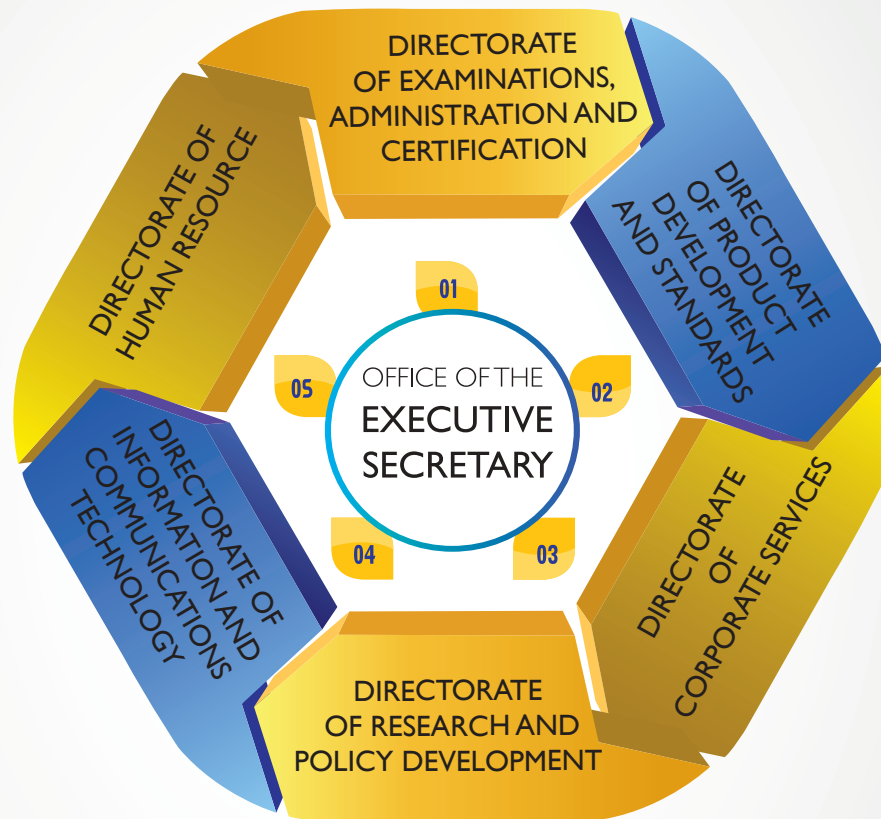 DIRECTORATE
OF EXAMINATIONS,
ADMINISTRATION AND
CERTIFICATION
DIRECTORATE
OF PRODUCT
DEVELOPMENT
AND STANDARDS
DIRECTORATE
OF
CORPORATE SERVICES
DIRECTORATE
OF RESEARCH AND
POLICY DEVELOPMENT
DIRECTORATE OF
INFORMATION AND
COMMUNICATIONS
TECHNOLOGY
DIRECTORATE OF
HUMAN RESOURCE
01
02
03
04
05
OFFICE OF THE
EXECUTIVE
SECRETARY